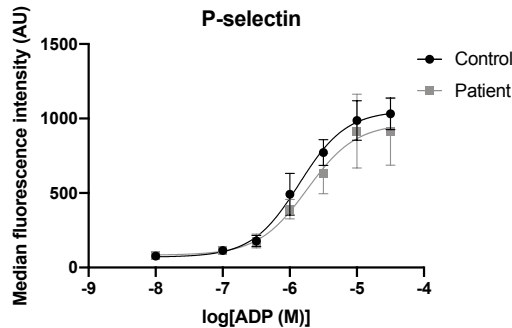 P-selectin
Median fluorescence intensity (AU)
1500
1000
500
0
-9
-8
-7
-6
-5
-4
log[ADP (M)]
Control
Patient